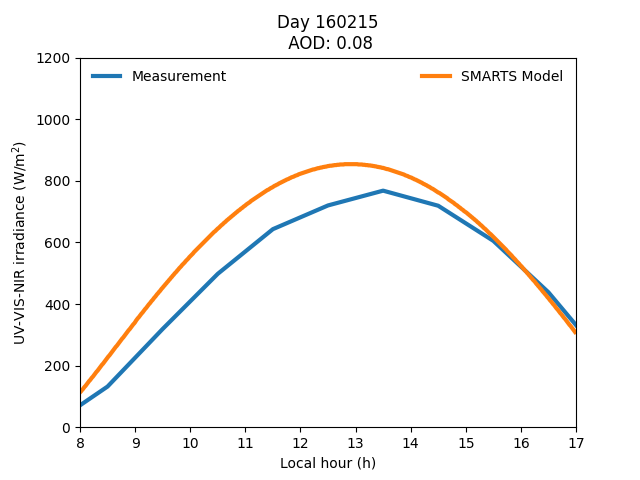 Day 160215
AOD: 0.08
Measurement
SMARTS Model
1200
1000
800
600
400
200
0
UV-VIS-NIR irradiance (W/m²)
8 9 10 11 12 13 14 15 16 17
Local hour (h)